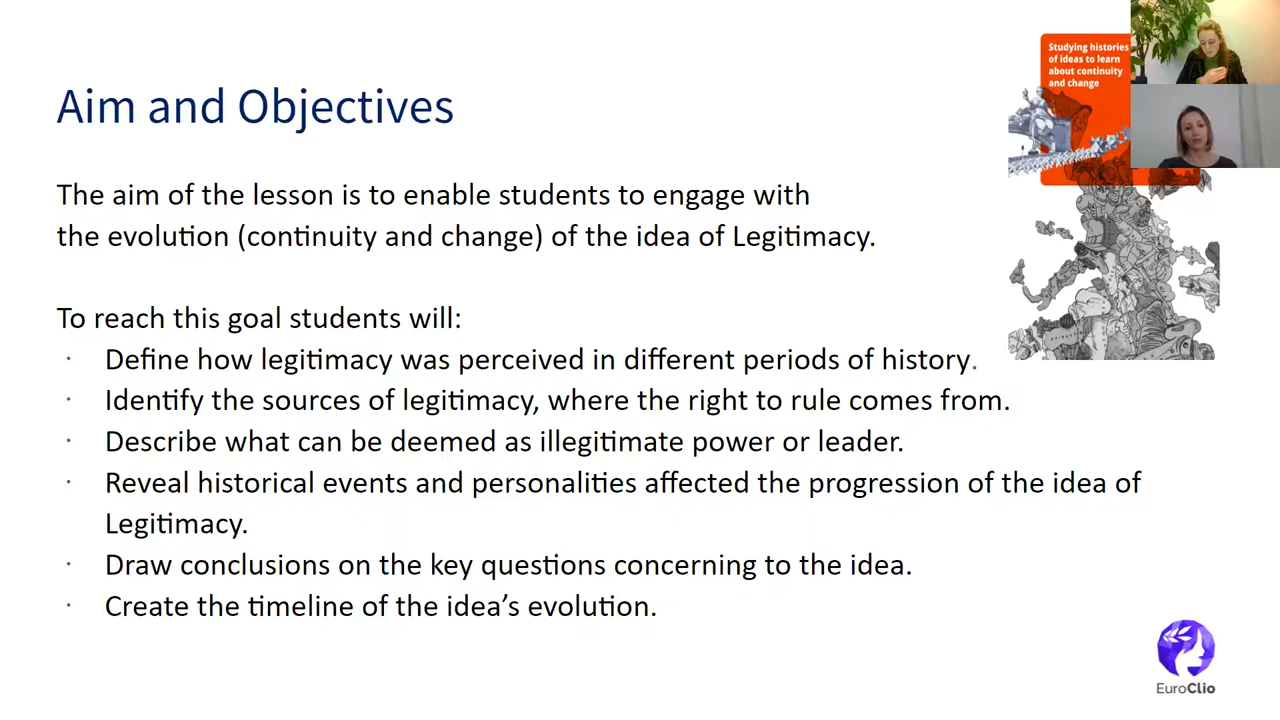 Studying histories
of ideas to learn
about continuity
and change
Aim and Objectives
The aim of the lesson is to enable students to engage with
the evolution (continuity and change) of the idea of Legitimacy.
To reach this goal students will:
· Define how legitimacy was perceived in different periods of history.
· Identify the sources of legitimacy, where the right to rule comes from.
· Describe what can be deemed as illegitimate power or leader.
· Reveal historical events and personalities affected the progression of the idea of
Legitimacy.
· Draw conclusions on the key questions concerning to the idea.
· Create the timeline of the idea’s evolution.
EuroClio